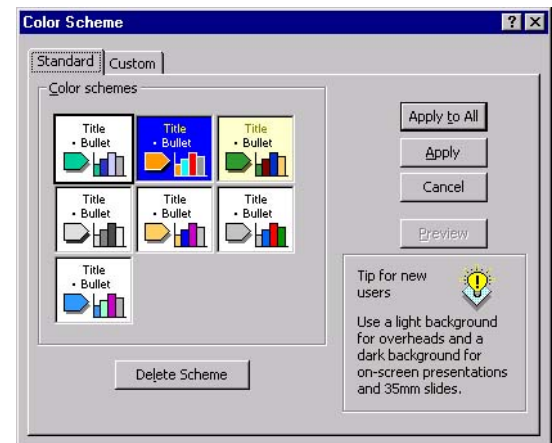 Color Scheme
Standard
Custom
Color schemes
Title
• Bullet
Title
• Bullet
Title
• Bullet
Title
• Bullet
Title
• Bullet
Title
• Bullet
Title
• Bullet
Delete Scheme
Apply to All
Apply
Cancel
Preview
Tip for new
users
Use a light background
for overheads and a
dark background for
on-screen presentations
and 35mm slides.